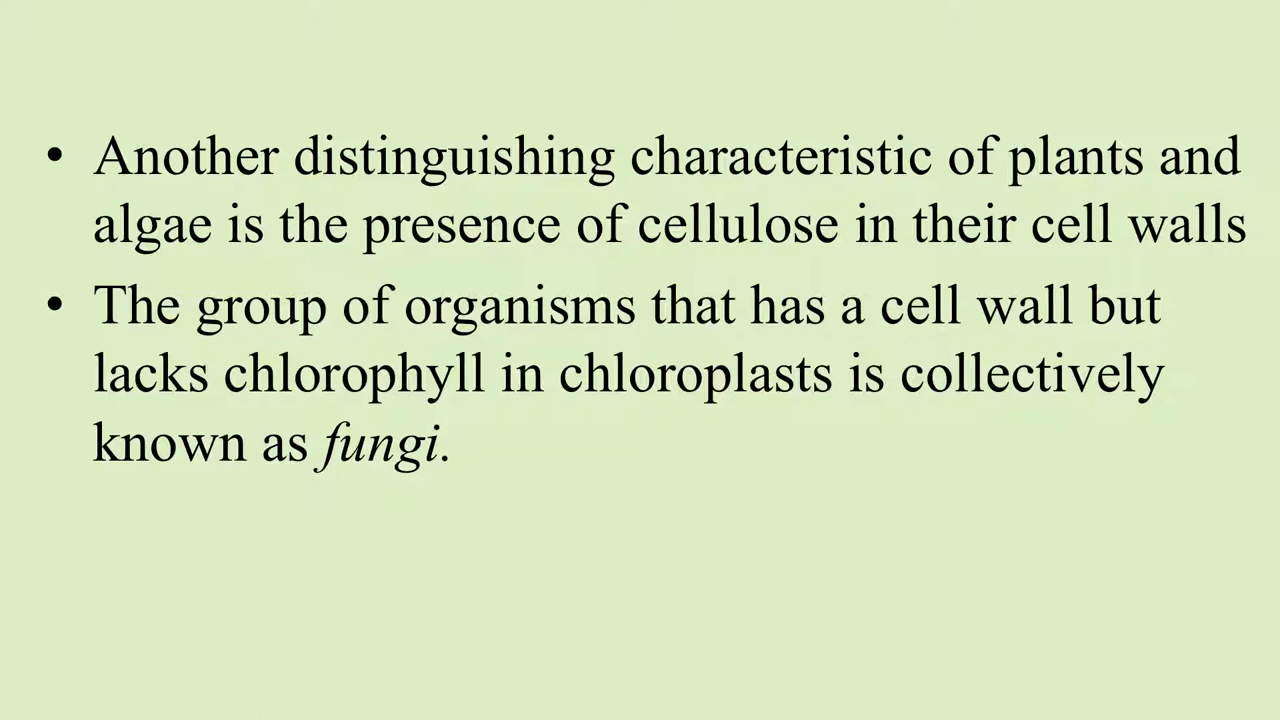 • Another distinguishing characteristic of plants and
algae is the presence of cellulose in their cell walls
• The group of organisms that has a cell wall but
lacks chlorophyll in chloroplasts is collectively
known as fungi.